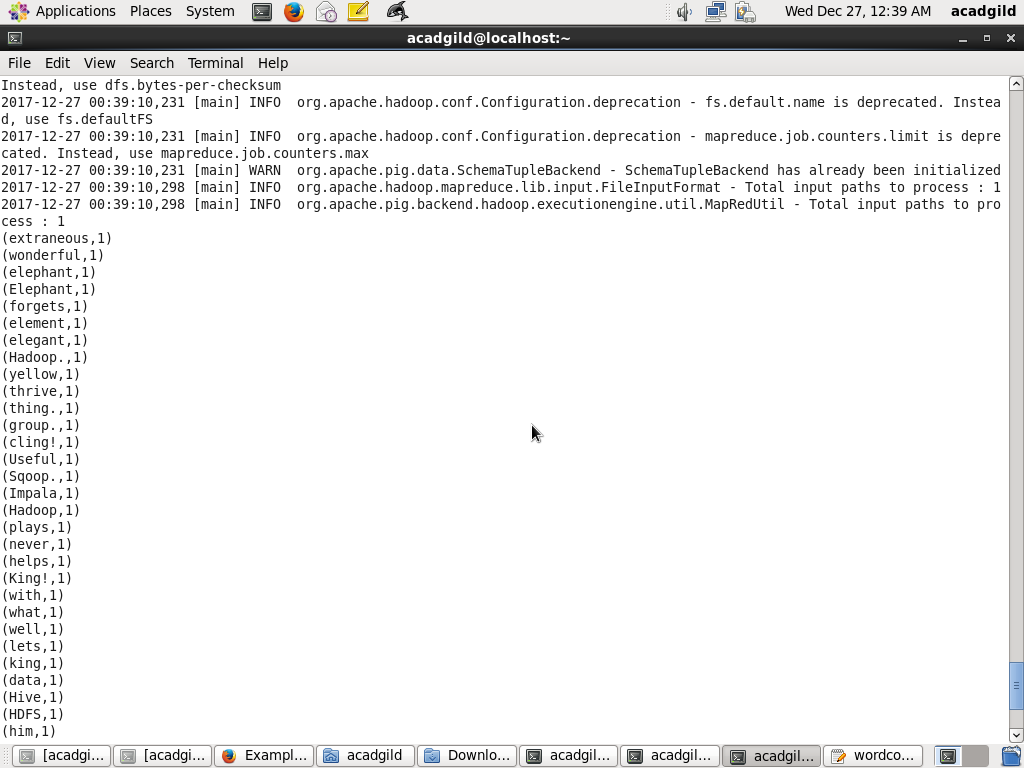 Applications Places System
Wed Dec 27, 12:39 AM acadgild
acadgild@localhost:~
File Edit View Search Terminal Help
Instead, use dfs.bytes-per-checksum
2017-12-27 00:39:10,231 [main] INFO  org.apache.hadoop.conf.Configuration.deprecation - fs.default.name is deprecated. Instea
d, use fs.defaultFS
2017-12-27 00:39:10,231 [main] INFO  org.apache.hadoop.conf.Configuration.deprecation - mapreduce.job.counters.limit is depre
cated. Instead, use mapreduce.job.counters.max
2017-12-27 00:39:10,231 [main] WARN  org.apache.pig.data.SchemaTupleBackend - SchemaTupleBackend has already been initialized
2017-12-27 00:39:10,298 [main] INFO  org.apache.hadoop.mapreduce.lib.input.FileInputFormat - Total input paths to process : 1
2017-12-27 00:39:10,298 [main] INFO  org.apache.pig.backend.hadoop.executionengine.util.MapRedUtil - Total input paths to pro
cess : 1
(extraneous,1)
(wonderful,1)
(elephant,1)
(Elephant,1)
(forgets,1)
(element,1)
(elegant,1)
(Hadoop.,1)
(yellow,1)
(thrive,1)
(thing.,1)
(group.,1)
(cling!,1)
(Useful,1)
(Sqoop.,1)
(Impala,1)
(Hadoop,1)
(plays,1)
(never,1)
(helps,1)
(King!,1)
(with,1)
(what,1)
(well,1)
(lets,1)
(king,1)
(data,1)
(Hive,1)
(HDFS,1)
(him,1)
[acadgi... [acadgi... Exampl... acadgild Downlo... acadgil... acadgil... acadgil... wordco...